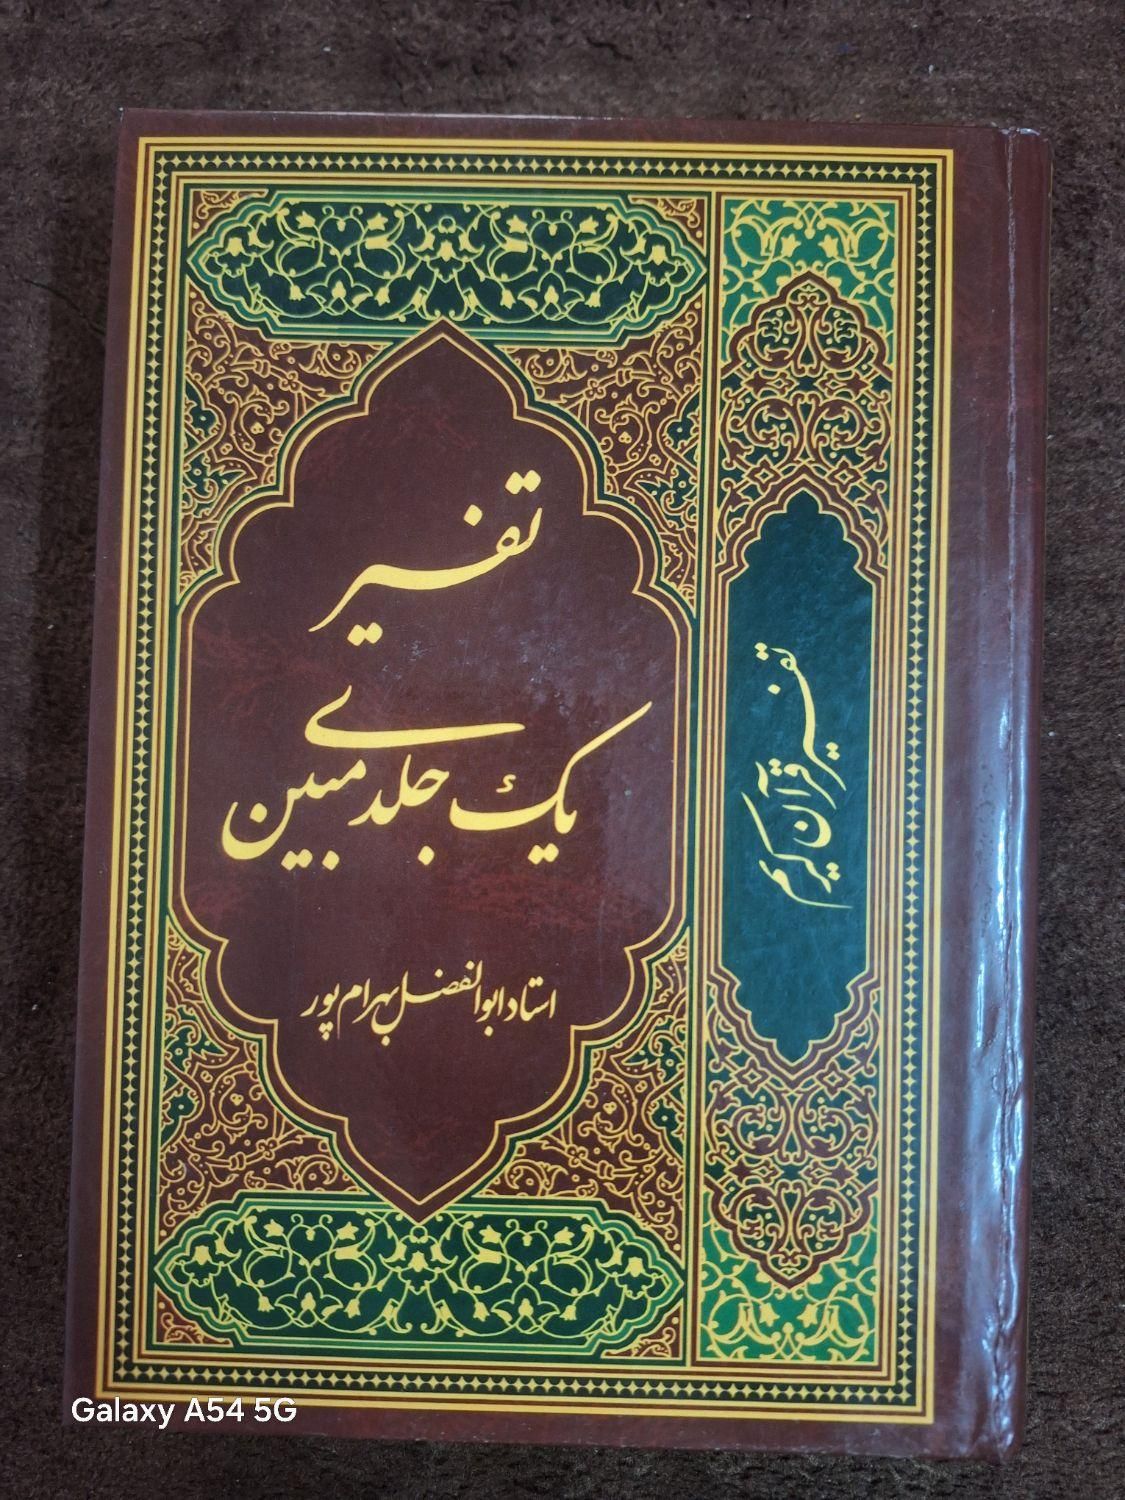 تفسیر
یک جلدی مبین
استاد ابوالفضل بهرام پور
تفسیر قرآن کریم
Galaxy A54 5G